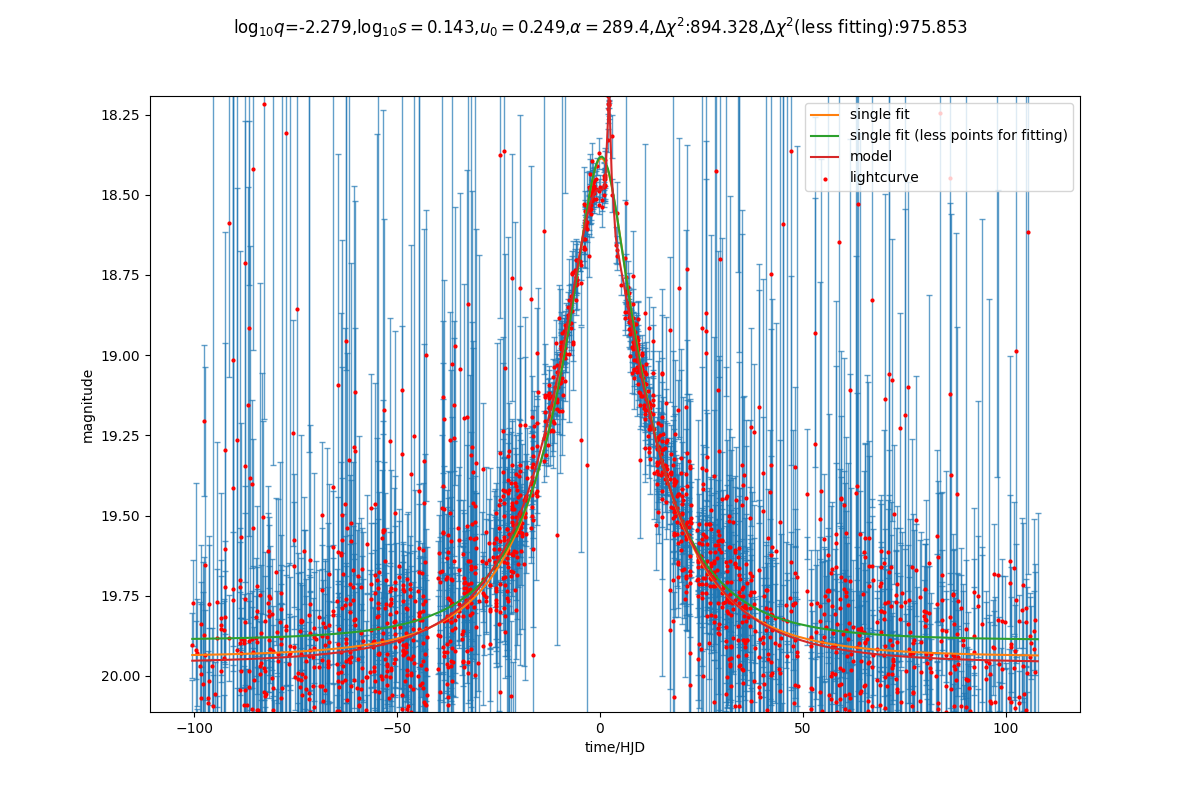 log₁₀q=-2.279,log₁₀s = 0.143,u₀ = 0.249,α = 289.4,Δχ²:894.328,Δχ²(less fitting):975.853
18.25
18.50
18.75
19.00
19.25
19.50
19.75
20.00
magnitude
single fit
single fit (less points for fitting)
model
lightcurve
−100
−50
0
50
100
time/HJD